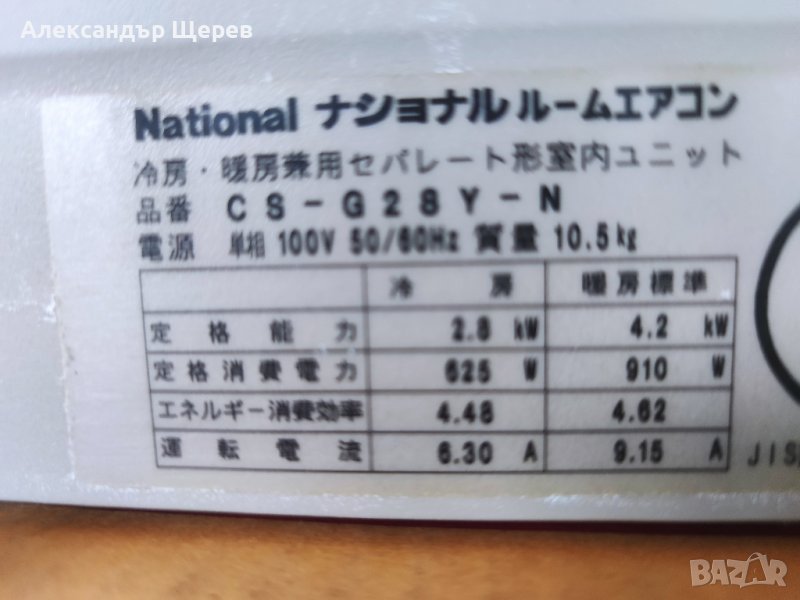 Александър Щерев
National ナショナル ルームエアコン
冷房・暖房兼用セパレート形室内ユニット
品番 CS-G28Y-N
電源 単相 100V 50/60Hz 質量 10.5kg
冷房 暖房標準
定格能力 2.8 kW 4.2 kW
定格消費電力 625 W 910 W
エネルギー消費効率 4.48 4.62
運転電流 6.30 A 9.15 A
JIS
BAZAR